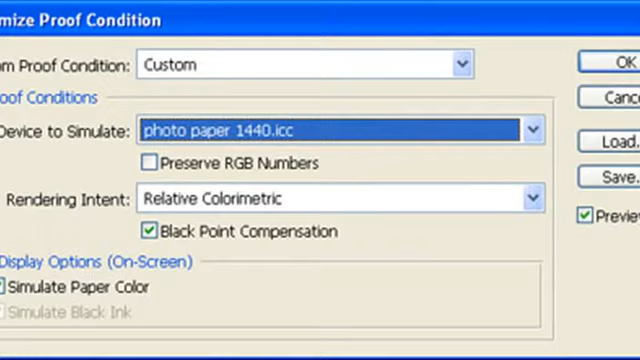 mize Proof Condition
om Proof Condition: Custom
OK
oof Conditions
Cance
Device to Simulate: photo paper 1440.icc
Load.
Preserve RGB Numbers
Save.
Rendering Intent: Relative Colorimetric
Preview
Black Point Compensation
Display Options (On-Screen)
Simulate Paper Color
Simulate Black Ink